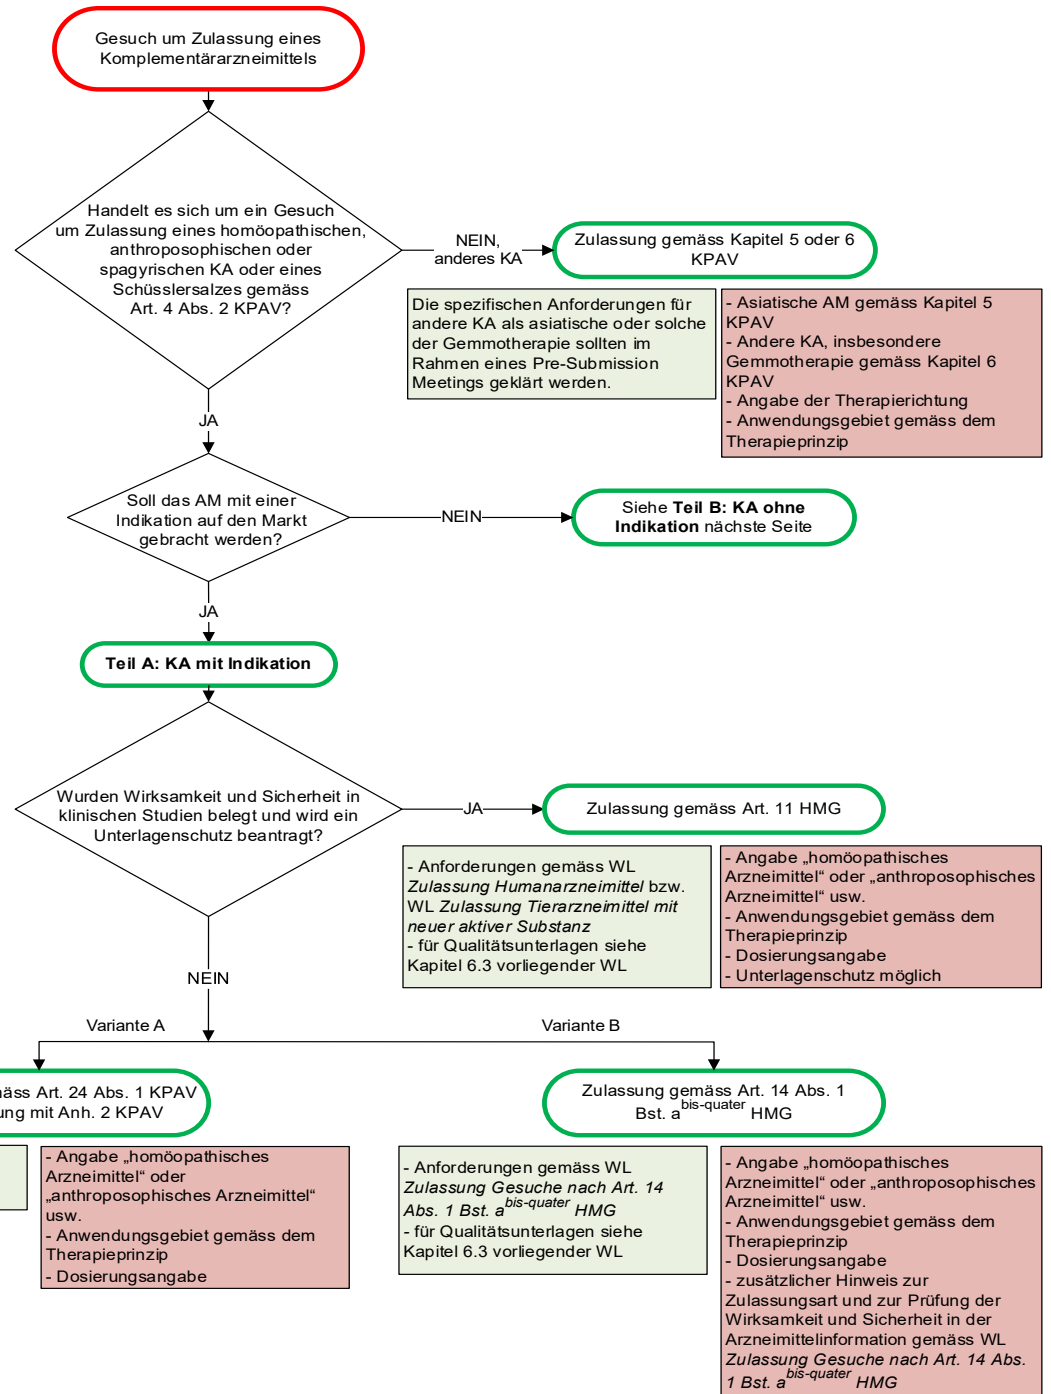 Gesuch um Zulassung eines
Komplementärarzneimittels
Handelt es sich um ein Gesuch
um Zulassung eines homöopathischen,
anthroposophischen oder
spagyrischen KA oder eines
Schüsslersalzes gemäss
Art. 4 Abs. 2 KPAV?
NEIN,
anderes KA
Zulassung gemäss Kapitel 5 oder 6
KPAV
Die spezifischen Anforderungen für
andere KA als asiatische oder solche
der Gemmotherapie sollten im
Rahmen eines Pre-Submission
Meetings geklärt werden.
- Asiatische AM gemäss Kapitel 5
KPAV
- Andere KA, insbesondere
Gemmotherapie gemäss Kapitel 6
KPAV
- Angabe der Therapierichtung
- Anwendungsgebiet gemäss dem
Therapieprinzip
JA
Soll das AM mit einer
Indikation auf den Markt
gebracht werden?
NEIN
Siehe Teil B: KA ohne
Indikation nächste Seite
JA
Teil A: KA mit Indikation
Wurden Wirksamkeit und Sicherheit in
klinischen Studien belegt und wird ein
Unterlagenschutz beantragt?
JA
Zulassung gemäss Art. 11 HMG
- Anforderungen gemäss WL
Zulassung Humanarzneimittel bzw.
WL Zulassung Tierarzneimittel mit
neuer aktiver Substanz
- für Qualitätsunterlagen siehe
Kapitel 6.3 vorliegender WL
- Angabe „homöopathisches
Arzneimittel“ oder „anthroposophisches
Arzneimittel“ usw.
- Anwendungsgebiet gemäss dem
Therapieprinzip
- Dosierungsangabe
- Unterlagenschutz möglich
NEIN
Variante A
Variante B
äss Art. 24 Abs. 1 KPAV
ung mit Anh. 2 KPAV
- Angabe „homöopathisches
Arzneimittel“ oder
„anthroposophisches Arzneimittel“
usw.
- Anwendungsgebiet gemäss dem
Therapieprinzip
- Dosierungsangabe
Zulassung gemäss Art. 14 Abs. 1
Bst. a bis-quater HMG
- Anforderungen gemäss WL
Zulassung Gesuche nach Art. 14
Abs. 1 Bst. a bis-quater HMG
- für Qualitätsunterlagen siehe
Kapitel 6.3 vorliegender WL
- Angabe „homöopathisches
Arzneimittel“ oder „anthroposophisches
Arzneimittel“ usw.
- Anwendungsgebiet gemäss dem
Therapieprinzip
- Dosierungsangabe
- zusätzlicher Hinweis zur
Zulassungsart und zur Prüfung der
Wirksamkeit und Sicherheit in der
Arzneimittelinformation gemäss WL
Zulassung Gesuche nach Art. 14 Abs.
1 Bst. a bis-quater HMG